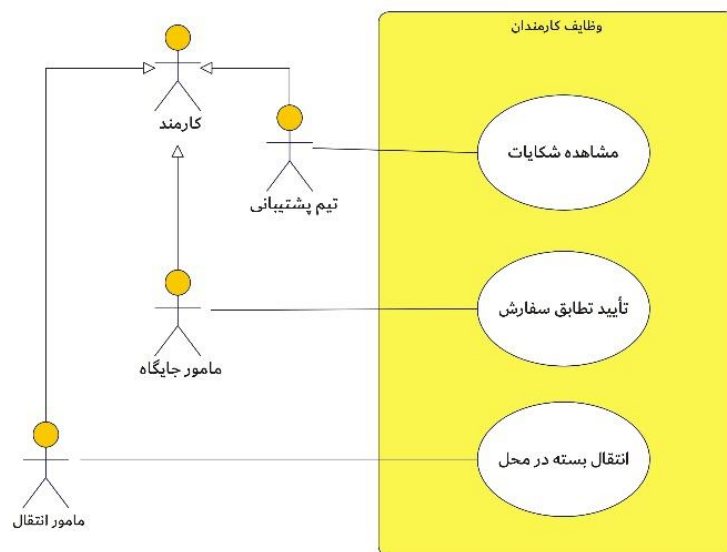 وظایف کارمندان
کارمند
مشاهده شکایات
تیم پشتیبانی
تأیید تطابق سفارش
مامور جایگاه
انتقال بسته در محل
مامور انتقال